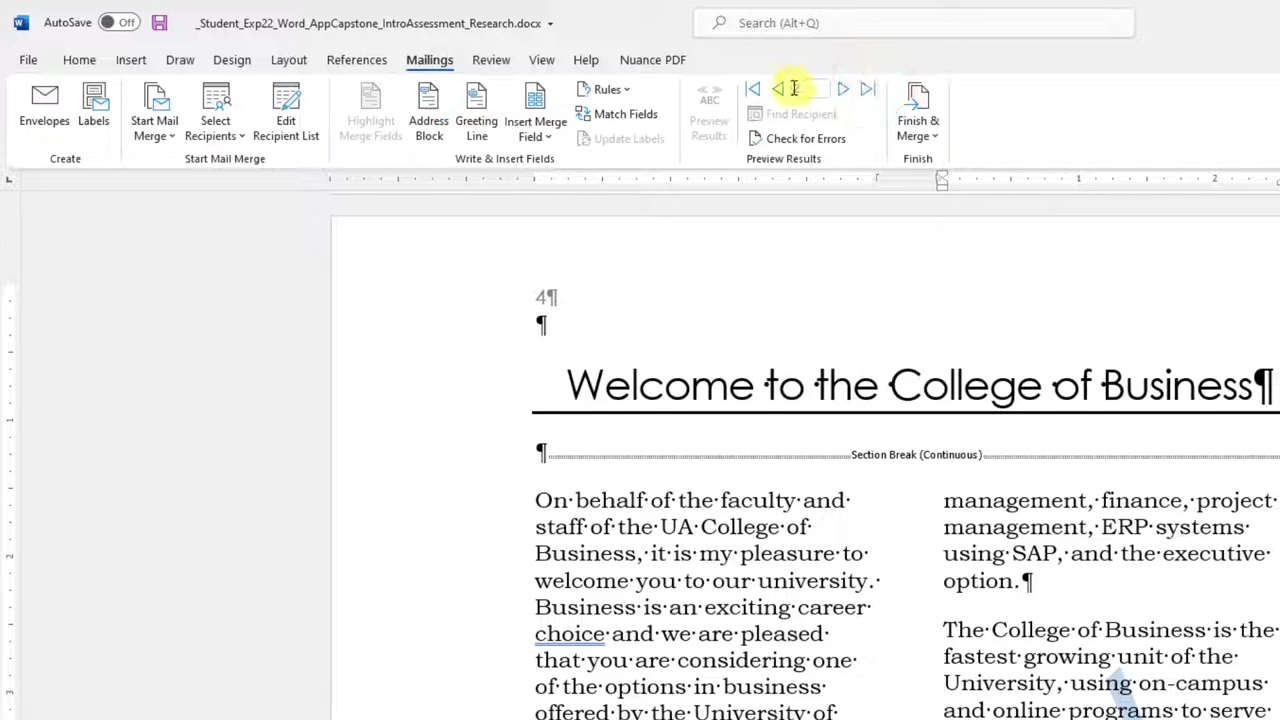 AutoSave Off _Student_Exp22_Word_AppCapstone_IntroAssessment_Research.docx Search (Alt+Q)
File Home Insert Draw Design Layout References Mailings Review View Help Nuance PDF
Envelopes
Labels
Create
Start Mail
Merge
Select
Recipients
Edit
Recipient List
Start Mail Merge
Highlight
Merge Fields
Address
Block
Greeting
Line
Insert Merge
Field
Rules
Match Fields
Update Labels
Write & Insert Fields
ABC
Preview
Results
Find Recipient
Check for Errors
Preview Results
Finish &
Merge
Finish
1 2
1
2
3
4¶
¶
Welcome·to·the·College·of·Business¶
¶ Section Break (Continuous)
On·behalf·of·the·faculty·and·
staff·of·the·UA·College·of·
Business,·it·is·my·pleasure·to·
welcome·you·to·our·university.·
Business·is·an·exciting·career·
choice·and·we·are·pleased·
that·you·are·considering·one·
of·the·options·in·business·
offered·by·the·University·of·
management,·finance,·project·
management,·ERP·systems·
using·SAP,·and·the·executive·
option.¶
The·College·of·Business·is·the·
fastest·growing·unit·of·the·
University,·using·on-campus·
and·online·programs·to·serve·